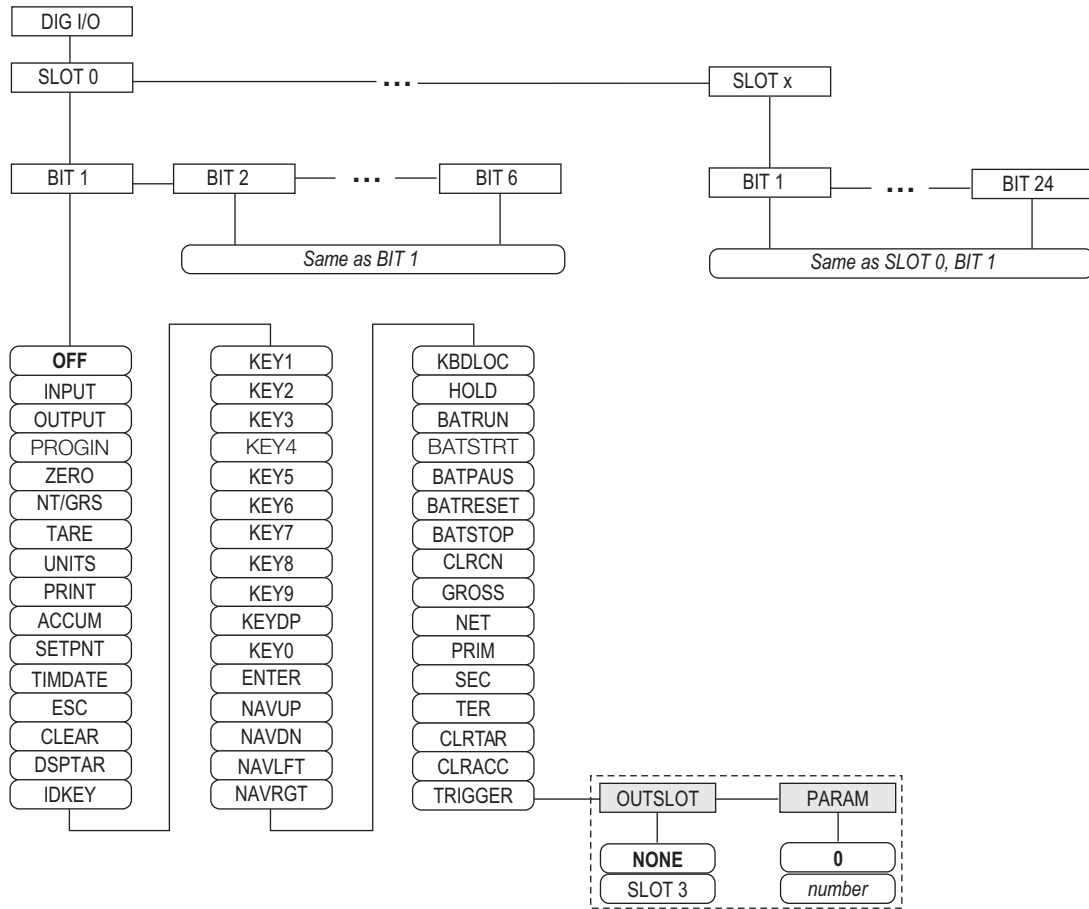 DIG I/O
SLOT 0
...
SLOT x
BIT 1
BIT 2
...
BIT 6
BIT 1
...
BIT 24
Same as BIT 1
Same as SLOT 0, BIT 1
OFF
INPUT
OUTPUT
PROGIN
ZERO
NT/GRS
TARE
UNITS
PRINT
ACCUM
SETPNT
TIMDATE
ESC
CLEAR
DSPTAR
IDKEY
KEY1
KEY2
KEY3
KEY4
KEY5
KEY6
KEY7
KEY8
KEY9
KEYDP
KEY0
ENTER
NAVUP
NAVDN
NAVLFT
NAVRGT
KBDLOC
HOLD
BATRUN
BATSTRT
BATPAUS
BATRESET
BATSTOP
CLRCN
GROSS
NET
PRIM
SEC
TER
CLRTAR
CLRACC
TRIGGER
OUTSLOT
NONE
SLOT 3
PARAM
0
number